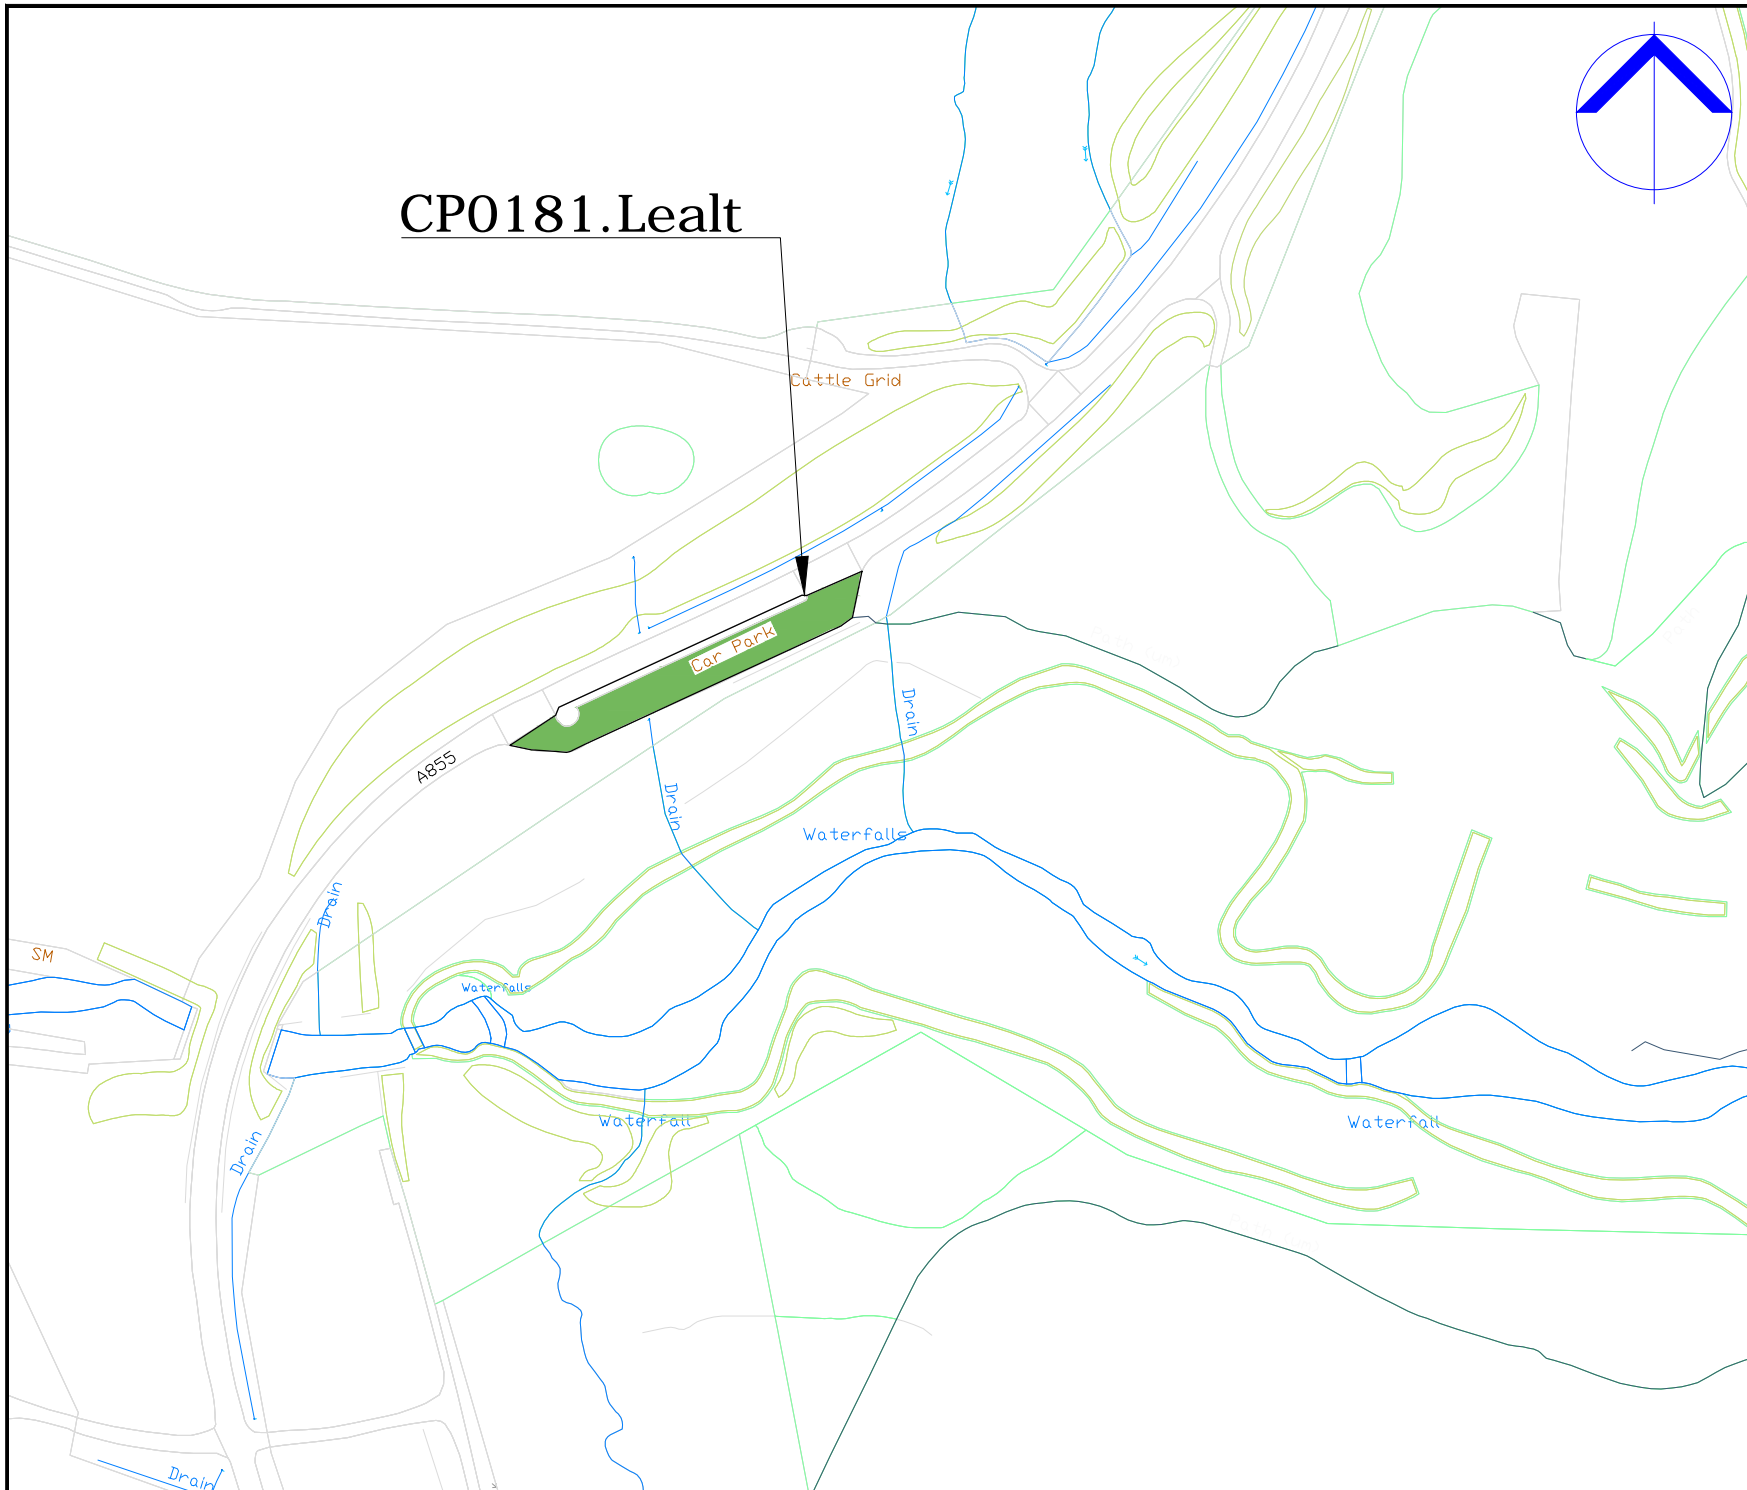 CP0181.Lealt
Cattle Grid
Car Park
A855
Drain
Drain
Waterfalls
Drain
SM
Waterfalls
Waterfall
Waterfall
Drain
Drain